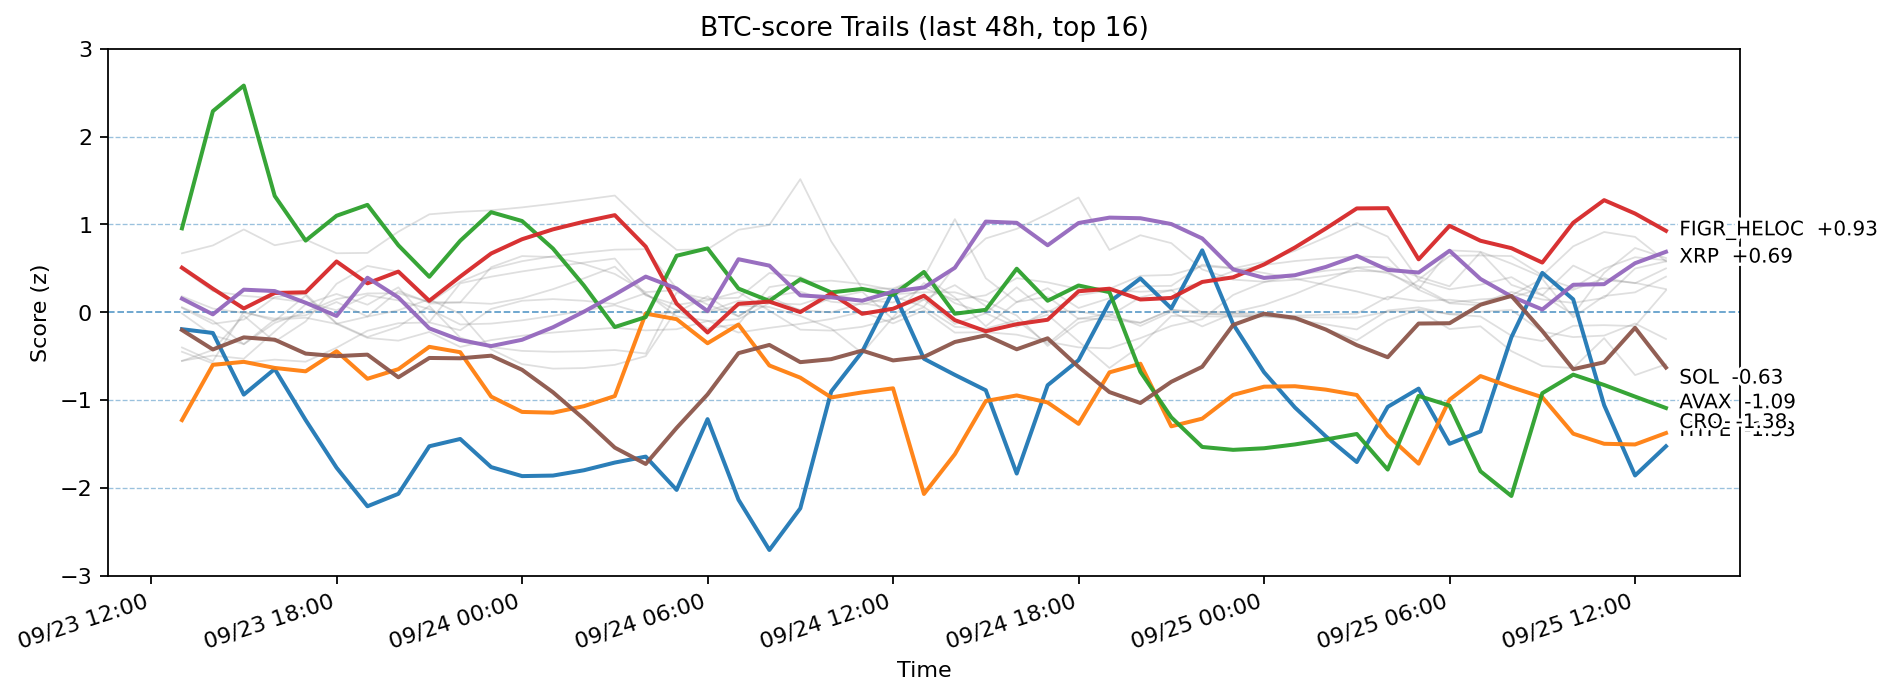 BTC-score Trails (last 48h, top 16)
3
2
1
0
−1
−2
−3
Score (z)
FIGR_HELOC +0.93
XRP +0.69
SOL -0.63
AVAX -1.09
CRO -1.38
09/23 12:00
09/23 18:00
09/24 00:00
09/24 06:00
09/24 12:00
09/24 18:00
09/25 00:00
09/25 06:00
09/25 12:00
Time